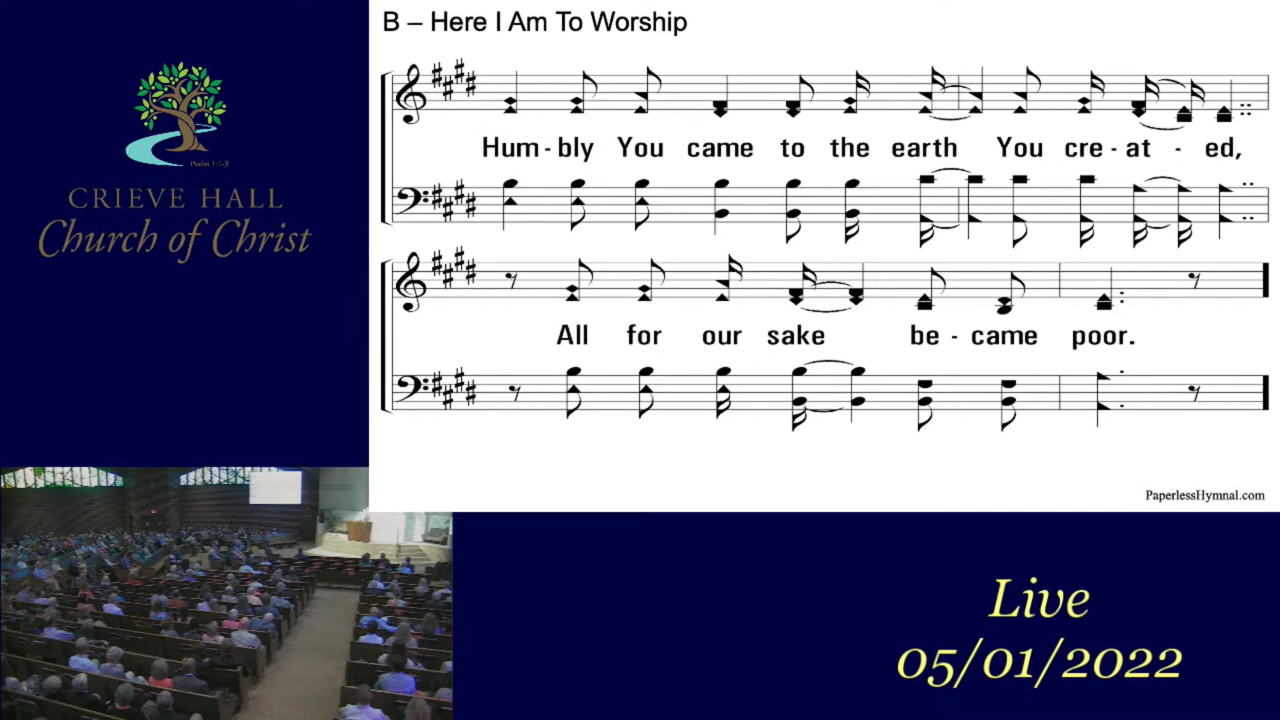 B – Here I Am To Worship
Psalm 1:1-3
CRIEVE HALL
Church of Christ
Hum - bly You came to the earth You cre - at - ed,
All for our sake be - came poor.
PaperlessHymnal.com
Live
05/01/2022